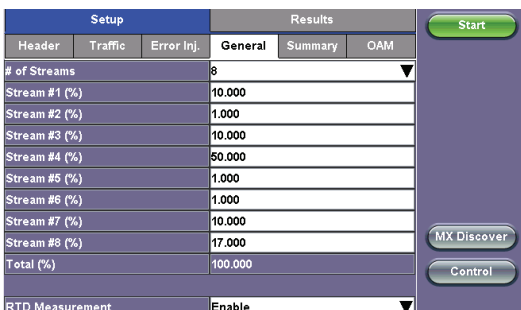 Setup Results Start
Header Traffic Error Inj. General Summary OAM
# of Streams 8
Stream #1 (%) 10.000
Stream #2 (%) 1.000
Stream #3 (%) 10.000
Stream #4 (%) 50.000
Stream #5 (%) 1.000
Stream #6 (%) 1.000
Stream #7 (%) 10.000
Stream #8 (%) 17.000
MX Discover
Total (%) 100.000
Control
RTD Measurement Enable